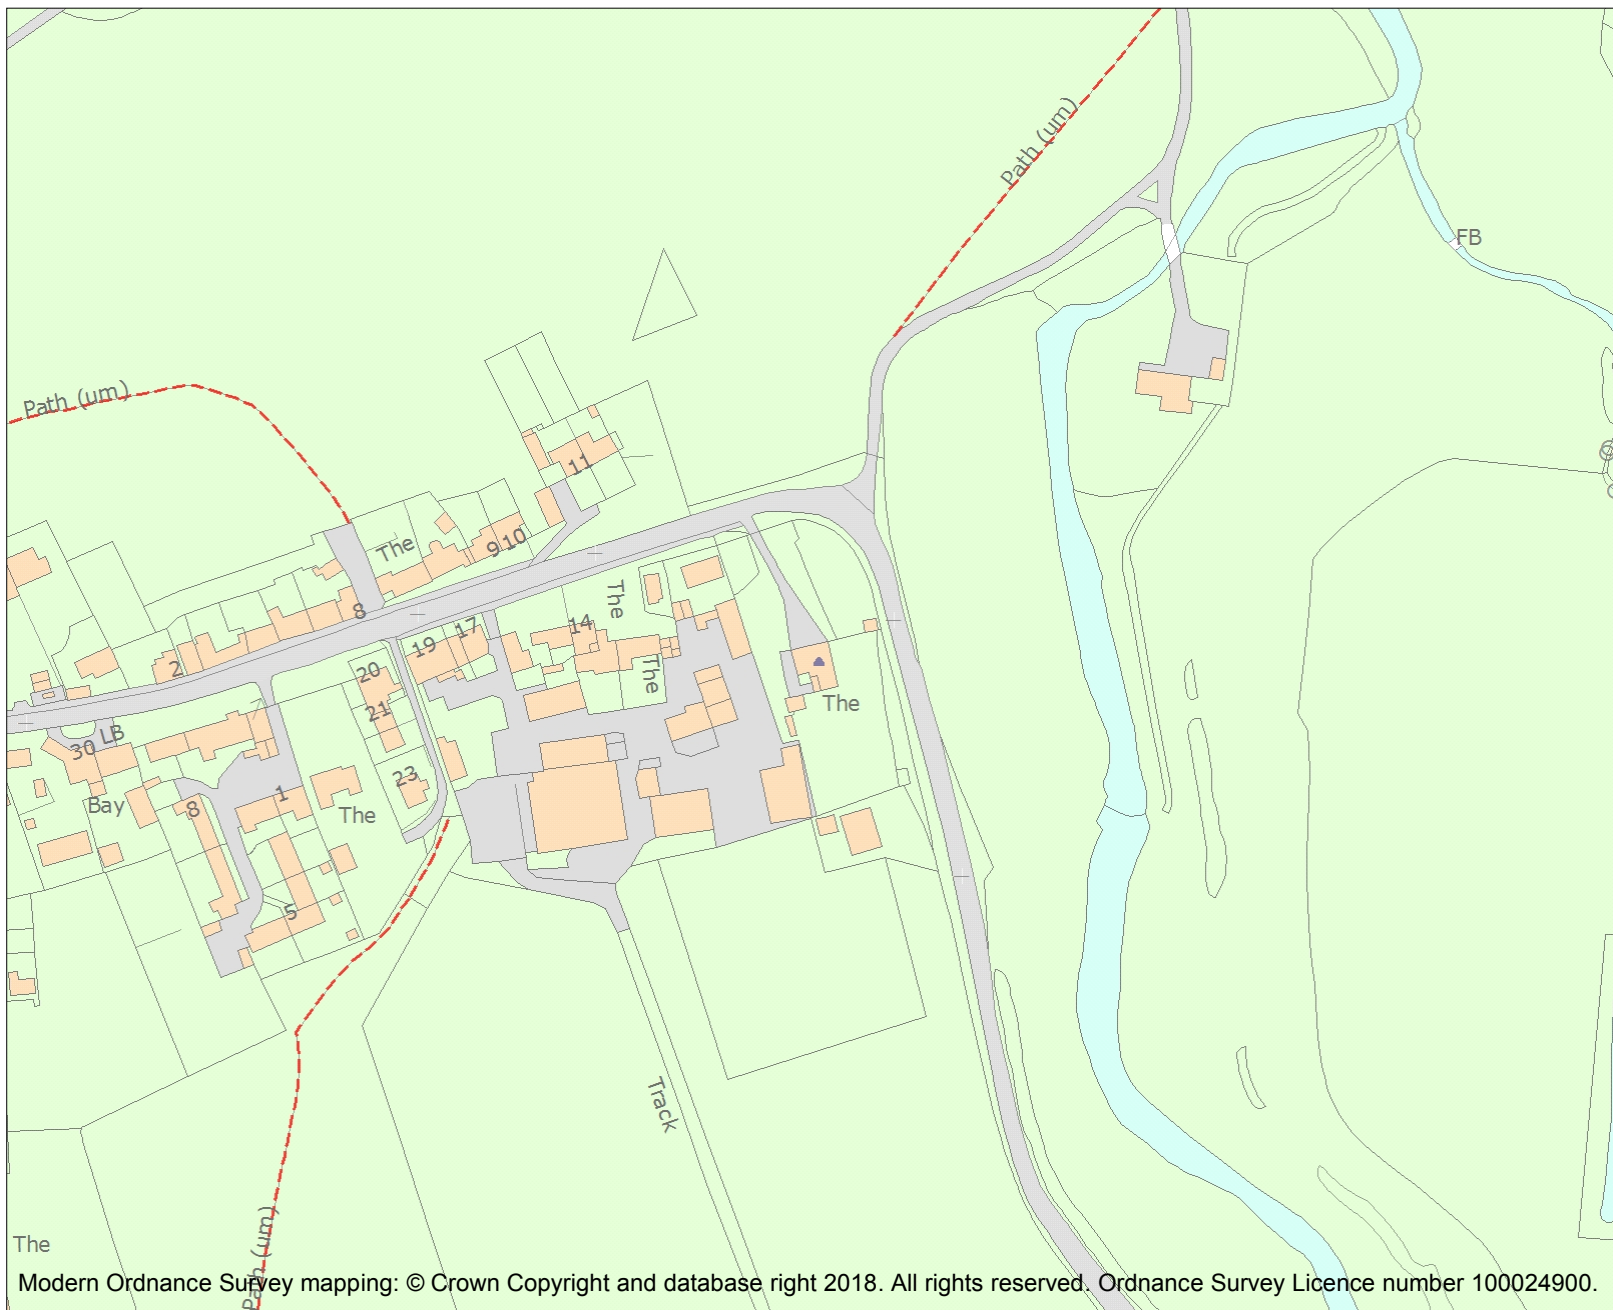 Path (um)
FB
Path (um)
11
The
9 10
8
The
14
17
19
2
20
The
21
The
30 LB
23
Bay
8
1
The
5
Track
Path (um)
The
Modern Ordnance Survey mapping: © Crown Copyright and database right 2018. All rights reserved. Ordnance Survey Licence number 100024900.